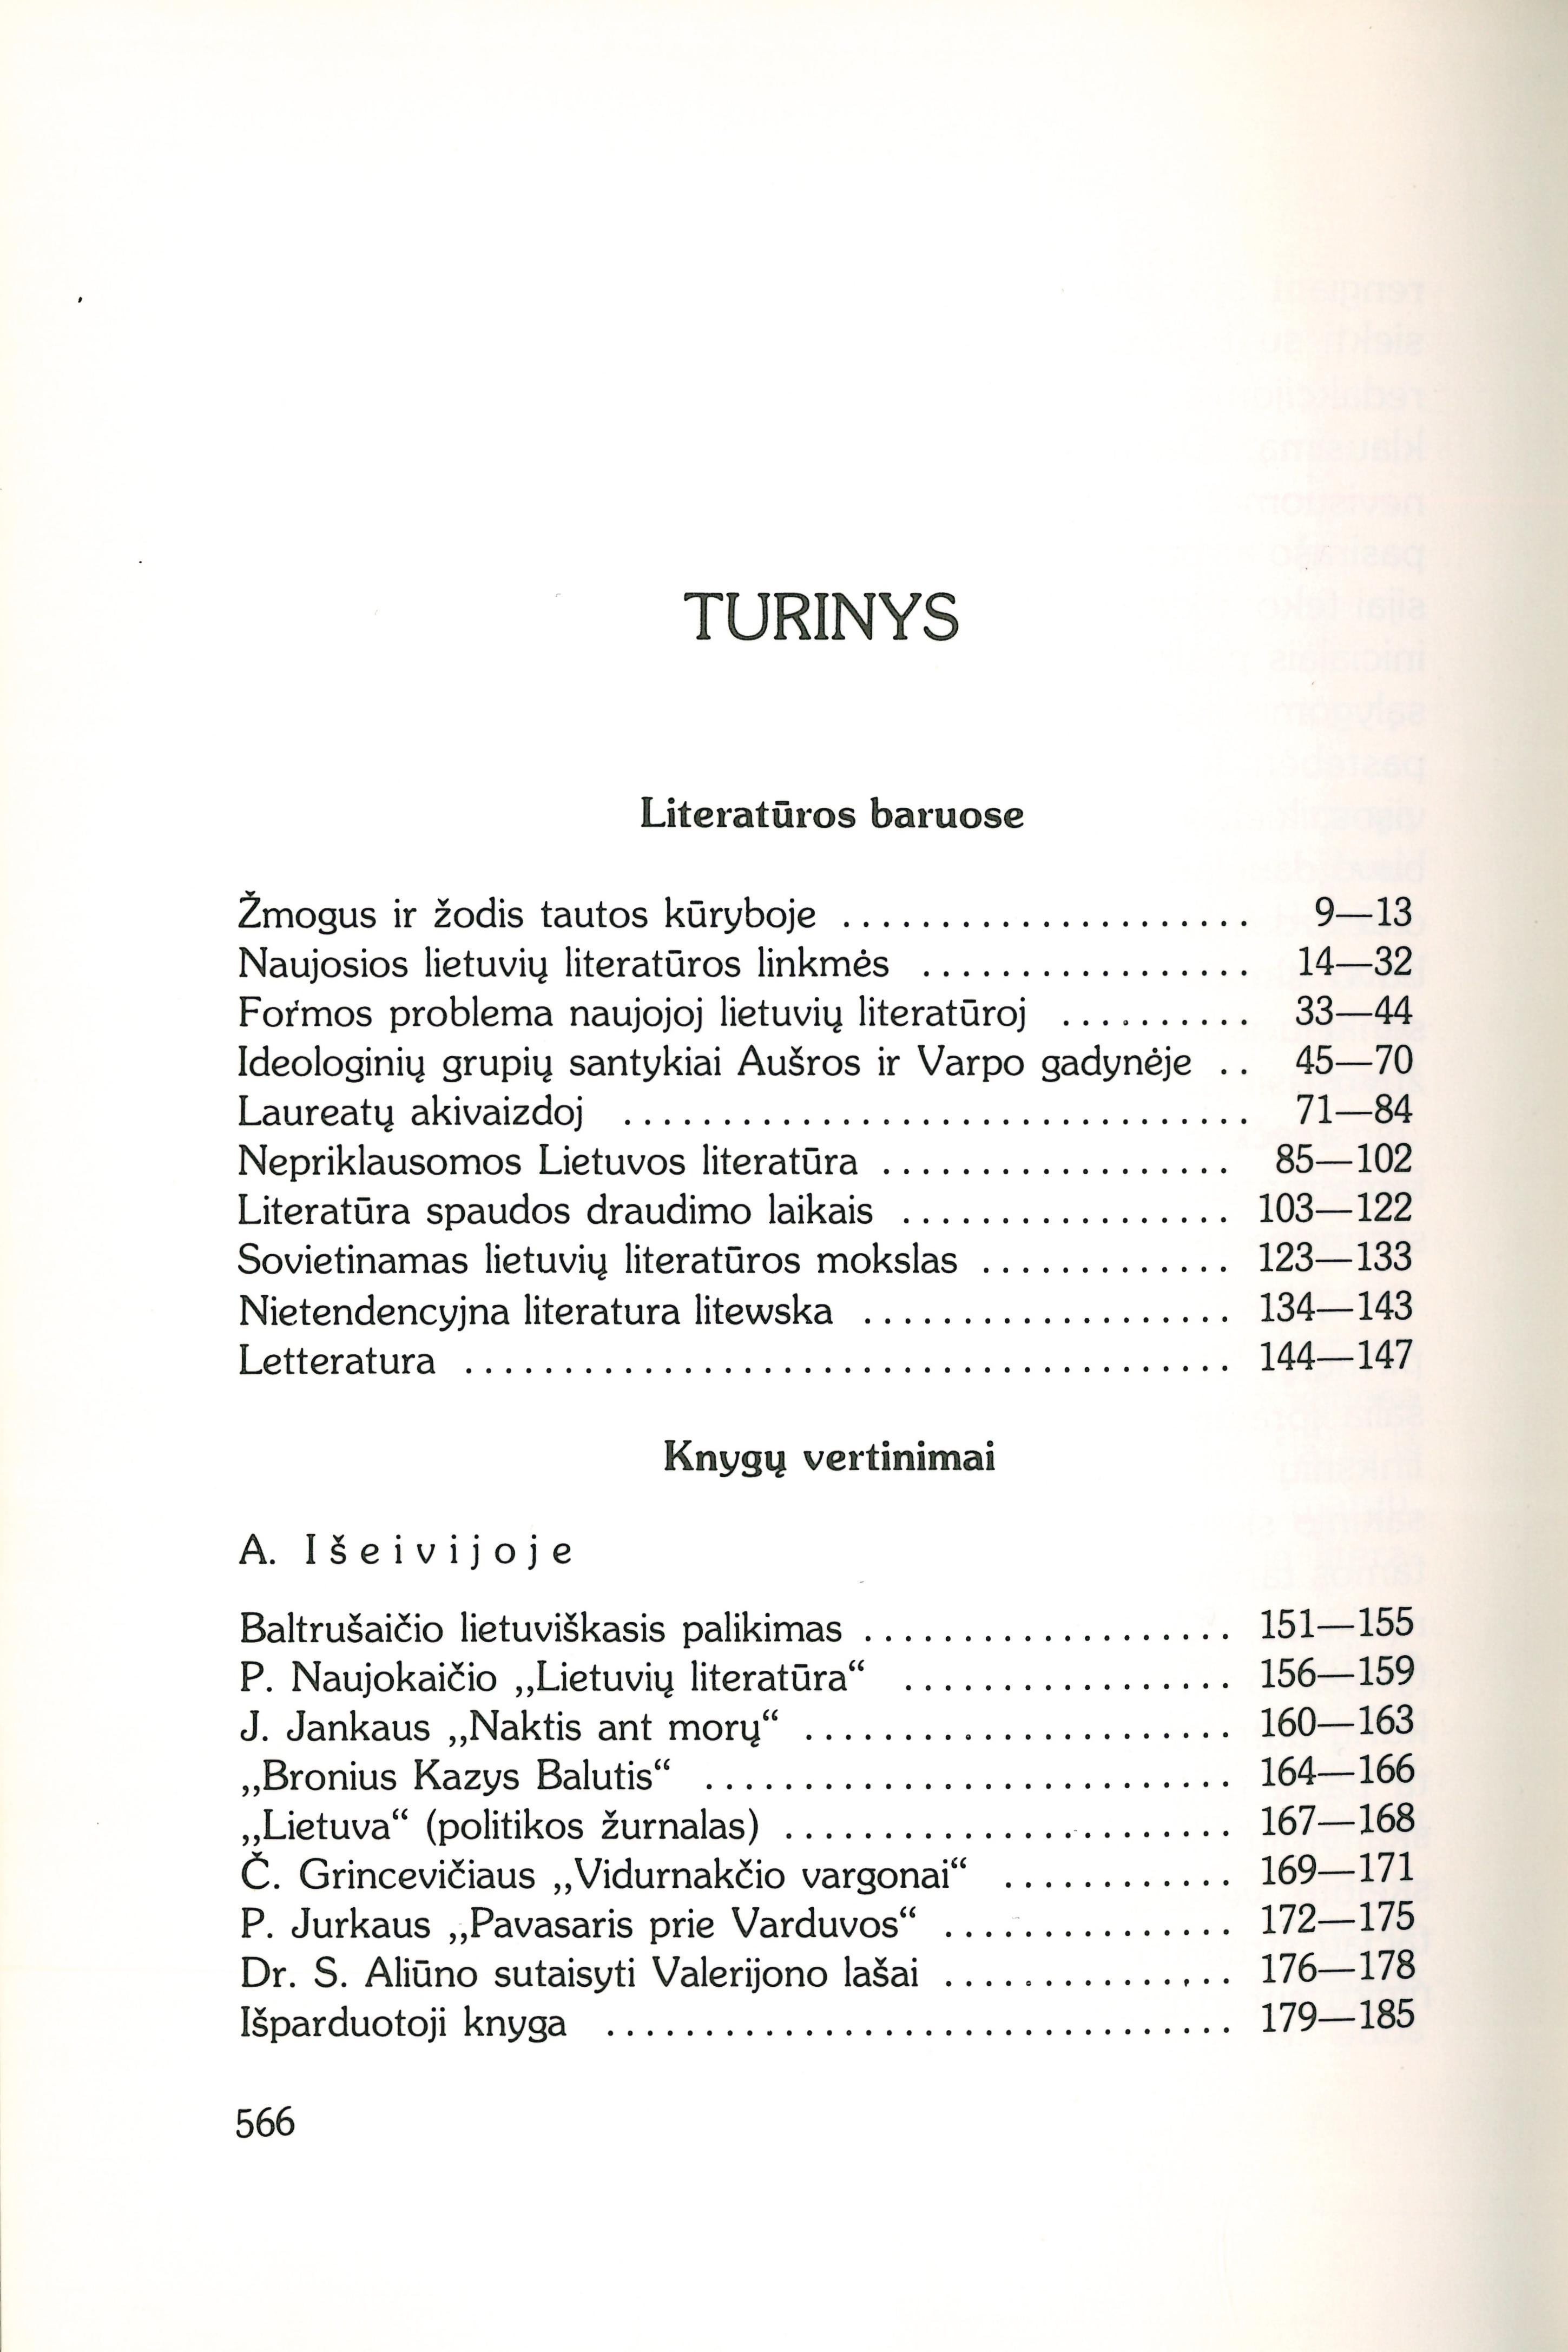 TURINYS
Literatūros baruose
Žmogus ir žodis tautos kūryboje ..................... 9—13
Naujosios lietuvių literatūros linkmės ................. 14—32
Formos problema naujojoj lietuvių literatūroj .......... 33—44
Ideologinių grupių santykiai Aušros ir Varpo gadynėje .. 45—70
Laureatų akivaizdoj ................................ 71—84
Nepriklausomos Lietuvos literatūra .................. 85—102
Literatūra spaudos draudimo laikais ................. 103—122
Sovietinamas lietuvių literatūros mokslas ............. 123—133
Nietendencyjna literatura litewska ................... 134—143
Letteratura ....................................... 144—147
Knygų vertinimai
A. Išeivijoje
Baltrušaičio lietuviškasis palikimas ................... 151—155
P. Naujokaičio „Lietuvių literatūra“ ................. 156—159
J. Jankaus „Naktis ant morų“ ...................... 160—163
„Bronius Kazys Balutis“ ........................... 164—166
„Lietuva“ (politikos žurnalas) ....................... 167—168
Č. Grincevičiaus „Vidurnakčio vargonai“ ............ 169—171
P. Jurkaus „Pavasaris prie Varduvos“ ............... 172—175
Dr. S. Aliūno sutaisyti Valerijono lašai ............... 176—178
Išparduotoji knyga ................................ 179—185
566